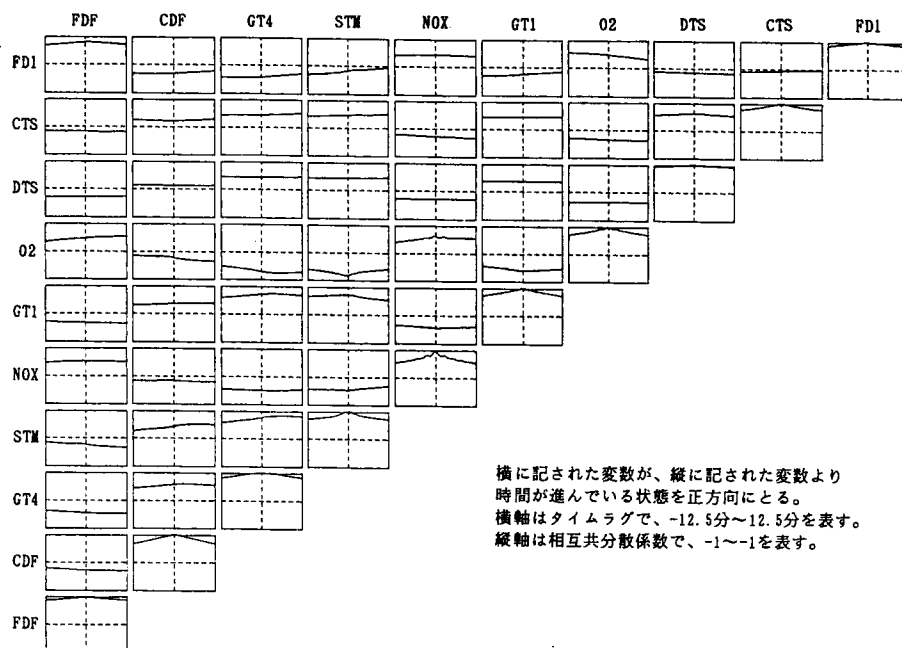 FDF CDF GT4 STM NOX GT1 O2 DTS CTS FD1
FD1
CTS
DTS
O2
GT1
NOX
STM
GT4
CDF
FDF
横に記された変数が、縦に記された変数より
時間が進んでいる状態を正方向にとる。
横軸はタイムラグで、-12.5分～12.5分を表す。
縦軸は相互共分散係数で、-1～-1を表す。